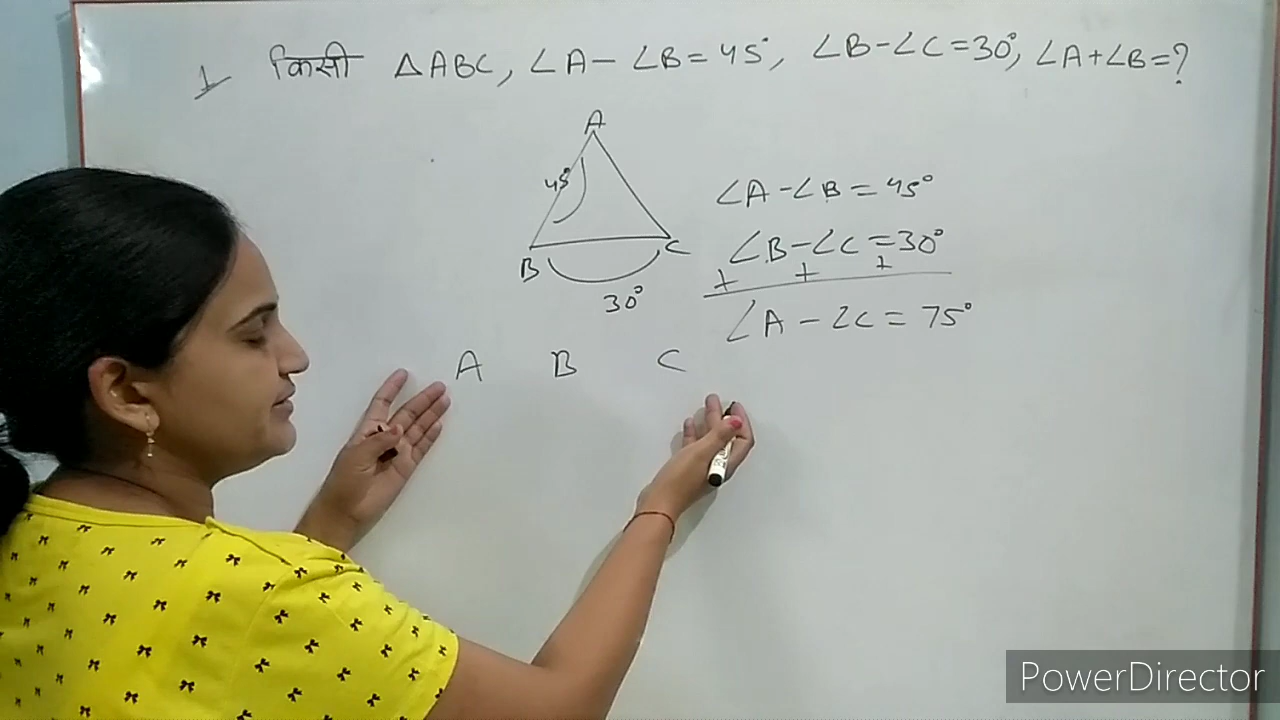 1 किसी ΔABC, ∠A - ∠B = 45°, ∠B - ∠C = 30°, ∠A + ∠B = ?
A
45°
B
C
30°
∠A - ∠B = 45°
∠B - ∠C = 30°
+ + +
∠A - ∠C = 75°
A B C
PowerDirector